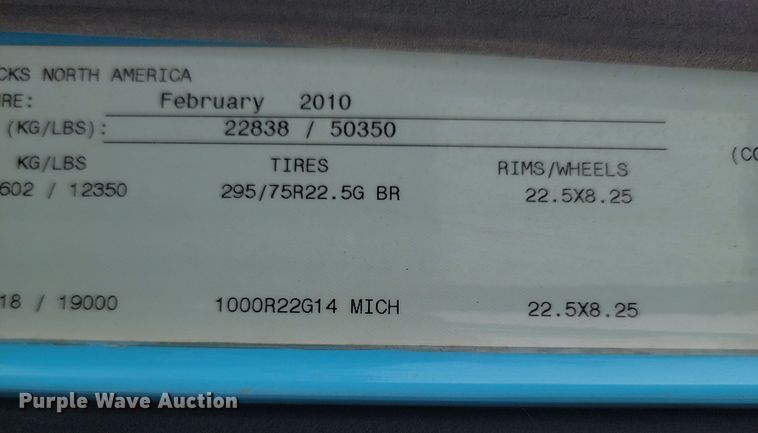 CKS NORTH AMERICA
RE: February 2010
(KG/LBS): 22838 / 50350
KG/LBS TIRES RIMS/WHEELS (CO
602 / 12350 295/75R22.5G BR 22.5X8.25
18 / 19000 1000R22G14 MICH 22.5X8.25
Purple Wave Auction